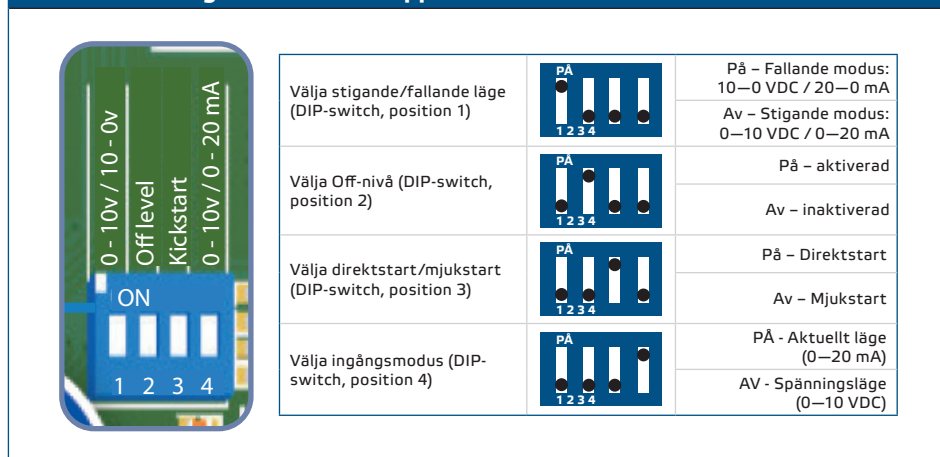 0 - 10v / 10 - 0v
Off level
Kickstart
0 - 10v / 0 - 20 mA
ON
1 2 3 4
Välja stigande/fallande läge
(DIP-switch, position 1)
PÅ
1 2 3 4
På – Fallande modus:
10—0 VDC / 20—0 mA
Av – Stigande modus:
0—10 VDC / 0—20 mA
Välja Off-nivå (DIP-switch,
position 2)
PÅ
1 2 3 4
På – aktiverad
Av – inaktiverad
Välja direktstart/mjukstart
(DIP-switch, position 3)
PÅ
1 2 3 4
På – Direktstart
Av – Mjukstart
Välja ingångsmodus (DIP-
switch, position 4)
PÅ
1 2 3 4
PÅ - Aktuellt läge
(0—20 mA)
AV - Spänningsläge
(0—10 VDC)